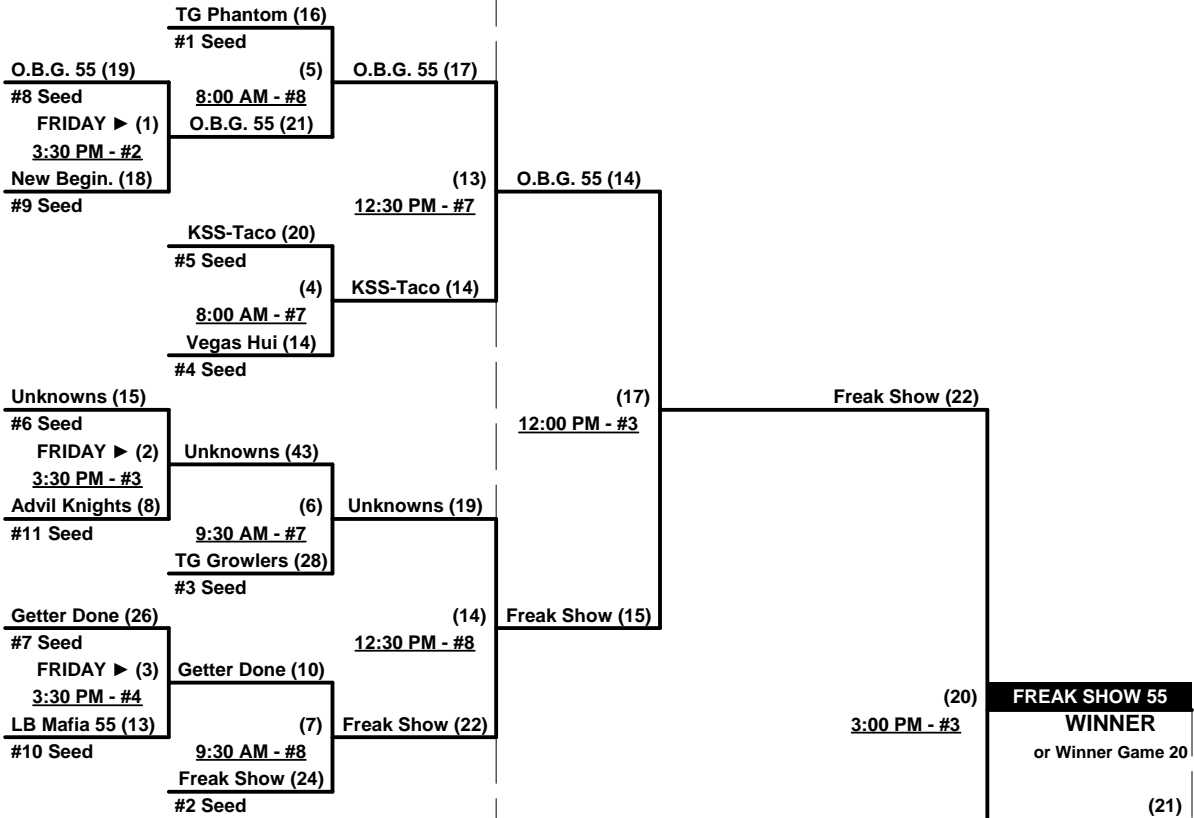 TG Phantom (16)
#1 Seed
O.B.G. 55 (19)
(5)
O.B.G. 55 (17)
#8 Seed
8:00 AM - #8
FRIDAY ► (1)
O.B.G. 55 (21)
3:30 PM - #2
New Begin. (18)
(13)
O.B.G. 55 (14)
#9 Seed
12:30 PM - #7
KSS-Taco (20)
#5 Seed
(4)
KSS-Taco (14)
8:00 AM - #7
Vegas Hui (14)
#4 Seed
Unknowns (15)
(17)
Freak Show (22)
#6 Seed
12:00 PM - #3
FRIDAY ► (2)
Unknowns (43)
3:30 PM - #3
Advil Knights (8)
(6)
Unknowns (19)
#11 Seed
9:30 AM - #7
TG Growlers (28)
#3 Seed
Getter Done (26)
(14)
Freak Show (15)
#7 Seed
12:30 PM - #8
FRIDAY ► (3)
Getter Done (10)
3:30 PM - #4
(20)
FREAK SHOW 55
LB Mafia 55 (13)
(7)
Freak Show (22)
3:00 PM - #3
WINNER
#10 Seed
9:30 AM - #8
or Winner Game 20
Freak Show (24)
#2 Seed
(21)